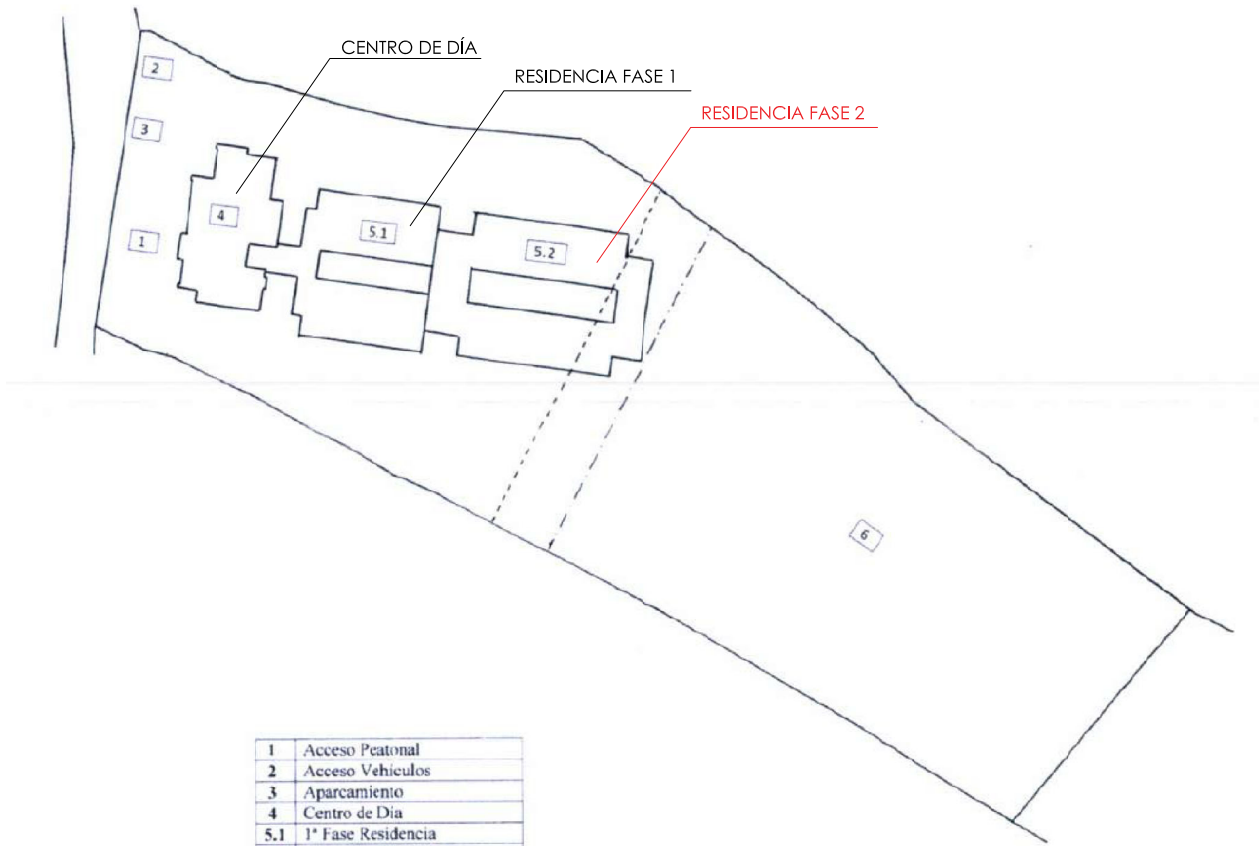 CENTRO DE DÍA
RESIDENCIA FASE 1
RESIDENCIA FASE 2
2
3
4
1
5.1
5.2
6
1 Acceso Peatonal
2 Acceso Vehículos
3 Aparcamiento
4 Centro de Dia
5.1 1ª Fase Residencia